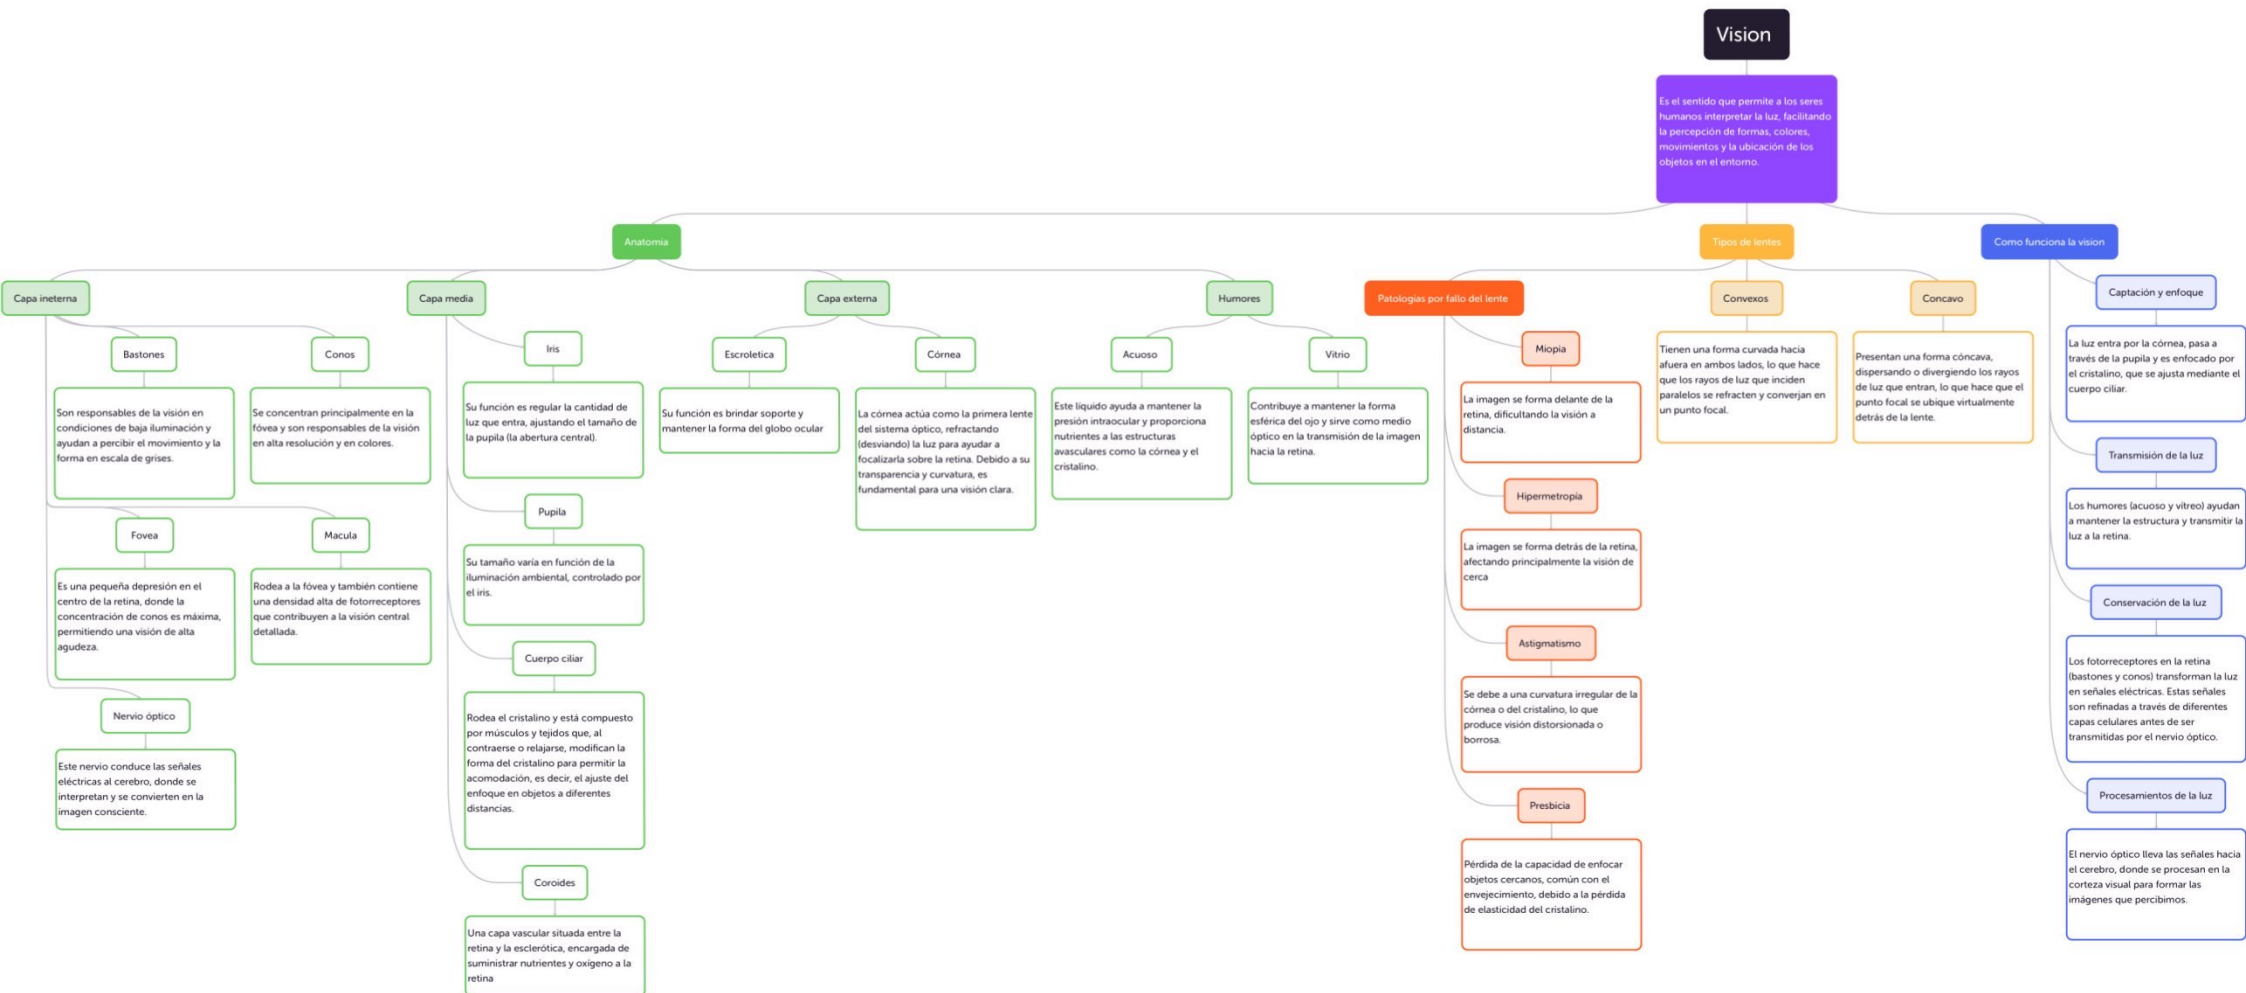 Vision
Es el sentido que permite a los seres
humanos interpretar la luz, facilitando
la percepción de formas, colores,
movimientos y la ubicación de los
objetos en el entorno.
Anatomia
Capa ineterna
Bastones
Son responsables de la visión en
condiciones de baja iluminación y
ayudan a percibir el movimiento y la
forma en escala de grises.
Conos
Se concentran principalmente en la
fóvea y son responsables de la visión
en alta resolución y en colores.
Fovea
Es una pequeña depresión en el
centro de la retina, donde la
concentración de conos es máxima,
permitiendo una visión de alta
agudeza.
Macula
Rodea a la fóvea y también contiene
una densidad alta de fotorreceptores
que contribuyen a la visión central
detallada.
Nervio óptico
Este nervio conduce las señales
eléctricas al cerebro, donde se
interpretan y se convierten en la
imagen consciente.
Capa media
Iris
Su función es regular la cantidad de
luz que entra, ajustando el tamaño de
la pupila (la abertura central).
Pupila
Su tamaño varía en función de la
iluminación ambiental, controlado por
el iris.
Cuerpo ciliar
Rodea el cristalino y está compuesto
por músculos y tejidos que, al
contraerse o relajarse, modifican la
forma del cristalino para permitir la
acomodación, es decir, el ajuste del
enfoque en objetos a diferentes
distancias.
Coroides
Una capa vascular situada entre la
retina y la esclerótica, encargada de
suministrar nutrientes y oxígeno a la
retina
Capa externa
Escroletica
Su función es brindar soporte y
mantener la forma del globo ocular
Córnea
La córnea actúa como la primera lente
del sistema óptico, refractando
(desviando) la luz para ayudar a
focalizarla sobre la retina. Debido a su
transparencia y curvatura, es
fundamental para una visión clara.
Humores
Acuoso
Este líquido ayuda a mantener la
presión intraocular y proporciona
nutrientes a las estructuras
avasculares como la córnea y el
cristalino.
Vitrio
Contribuye a mantener la forma
esférica del ojo y sirve como medio
óptico en la transmisión de la imagen
hacia la retina.
Tipos de lentes
Patologías por fallo del lente
Miopia
La imagen se forma delante de la
retina, dificultando la visión a
distancia.
Hipermetropía
La imagen se forma detrás de la retina,
afectando principalmente la visión de
cerca
Astigmatismo
Se debe a una curvatura irregular de la
córnea o del cristalino, lo que
produce visión distorsionada o
borrosa.
Presbicia
Pérdida de la capacidad de enfocar
objetos cercanos, común con el
envejecimiento, debido a la pérdida
de elasticidad del cristalino.
Convexos
Tienen una forma curvada hacia
afuera en ambos lados, lo que hace
que los rayos de luz que inciden
paralelos se refracten y converjan en
un punto focal.
Concavo
Presentan una forma cóncava,
dispersando o divergiendo los rayos
de luz que entran, lo que hace que el
punto focal se ubique virtualmente
detrás de la lente.
Como funciona la vision
Captación y enfoque
La luz entra por la córnea, pasa a
través de la pupila y es enfocado por
el cristalino, que se ajusta mediante el
cuerpo ciliar.
Transmisión de la luz
Los humores (acuoso y vítreo) ayudan
a mantener la estructura y transmitir la
luz a la retina.
Conservación de la luz
Los fotorreceptores en la retina
(bastones y conos) transforman la luz
en señales eléctricas. Estas señales
son refinadas a través de diferentes
capas celulares antes de ser
transmitidas por el nervio óptico.
Procesamientos de la luz
El nervio óptico lleva las señales hacia
el cerebro, donde se procesan en la
corteza visual para formar las
imágenes que percibimos.